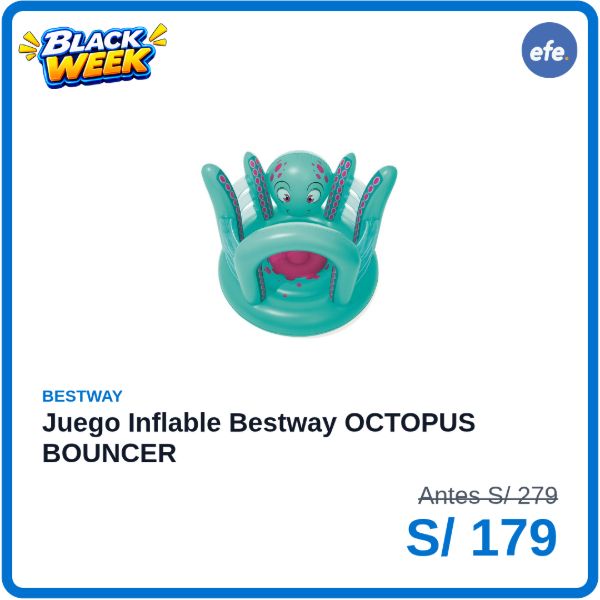 BLACK
WEEK
efe.
BESTWAY
Juego Inflable Bestway OCTOPUS
BOUNCER
Antes S/ 279
S/ 179